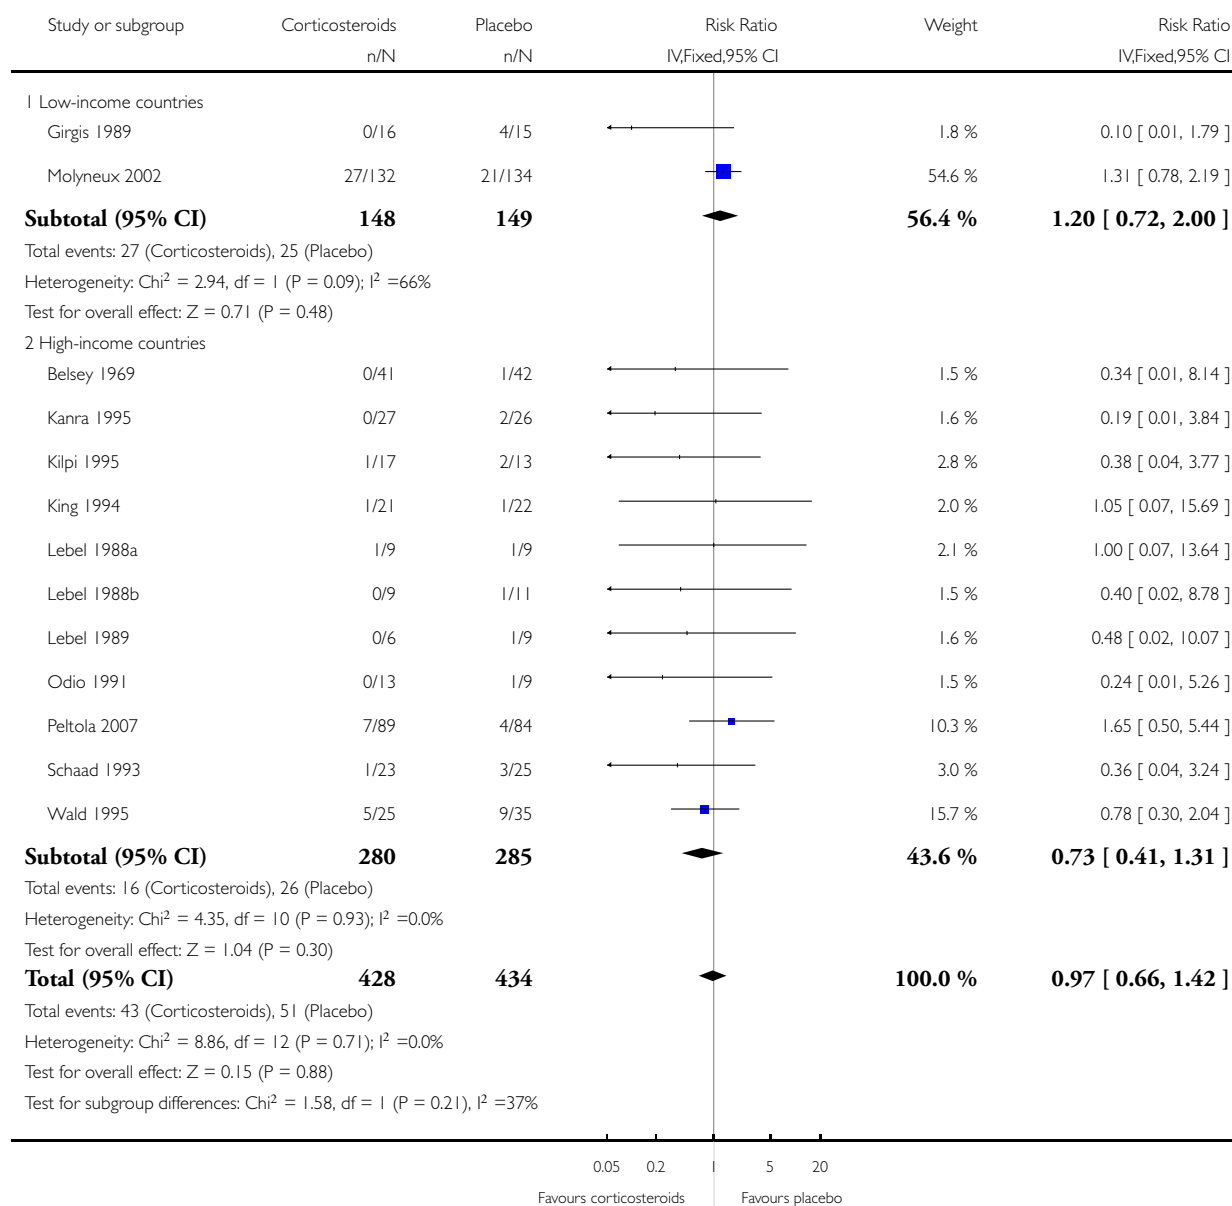 Study or subgroup Corticosteroids Placebo Risk Ratio Weight Risk Ratio
n/N n/N IV,Fixed,95% CI IV,Fixed,95% CI
1 Low-income countries
Girgis 1989 0/16 4/15 1.8 % 0.10 [ 0.01, 1.79 ]
Molyneux 2002 27/132 21/134 54.6 % 1.31 [ 0.78, 2.19 ]
Subtotal (95% CI) 148 149 56.4 % 1.20 [ 0.72, 2.00 ]
Total events: 27 (Corticosteroids), 25 (Placebo)
Heterogeneity: Chi² = 2.94, df = 1 (P = 0.09); I² =66%
Test for overall effect: Z = 0.71 (P = 0.48)
2 High-income countries
Belsey 1969 0/41 1/42 1.5 % 0.34 [ 0.01, 8.14 ]
Kanra 1995 0/27 2/26 1.6 % 0.19 [ 0.01, 3.84 ]
Kilpi 1995 1/17 2/13 2.8 % 0.38 [ 0.04, 3.77 ]
King 1994 1/21 1/22 2.0 % 1.05 [ 0.07, 15.69 ]
Lebel 1988a 1/9 1/9 2.1 % 1.00 [ 0.07, 13.64 ]
Lebel 1988b 0/9 1/11 1.5 % 0.40 [ 0.02, 8.78 ]
Lebel 1989 0/6 1/9 1.6 % 0.48 [ 0.02, 10.07 ]
Odio 1991 0/13 1/9 1.5 % 0.24 [ 0.01, 5.26 ]
Peltola 2007 7/89 4/84 10.3 % 1.65 [ 0.50, 5.44 ]
Schaad 1993 1/23 3/25 3.0 % 0.36 [ 0.04, 3.24 ]
Wald 1995 5/25 9/35 15.7 % 0.78 [ 0.30, 2.04 ]
Subtotal (95% CI) 280 285 43.6 % 0.73 [ 0.41, 1.31 ]
Total events: 16 (Corticosteroids), 26 (Placebo)
Heterogeneity: Chi² = 4.35, df = 10 (P = 0.93); I² =0.0%
Test for overall effect: Z = 1.04 (P = 0.30)
Total (95% CI) 428 434 100.0 % 0.97 [ 0.66, 1.42 ]
Total events: 43 (Corticosteroids), 51 (Placebo)
Heterogeneity: Chi² = 8.86, df = 12 (P = 0.71); I² =0.0%
Test for overall effect: Z = 0.15 (P = 0.88)
Test for subgroup differences: Chi² = 1.58, df = 1 (P = 0.21), I² =37%
0.05 0.2 1 5 20
Favours corticosteroids Favours placebo